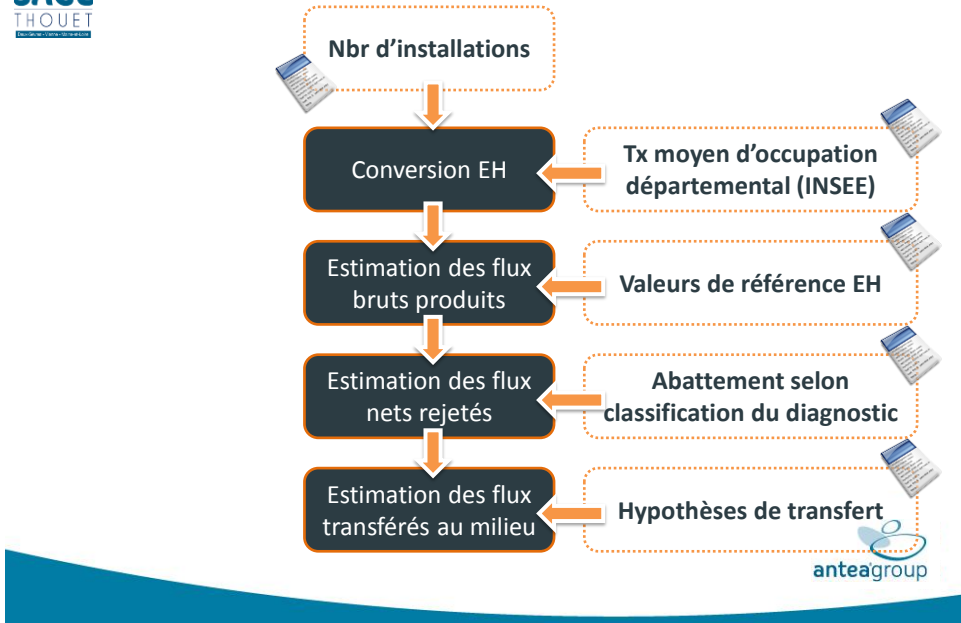 THOUET
Nbr d'installations
Conversion EH
Tx moyen d'occupation
départemental (INSEE)
Estimation des flux
bruts produits
Valeurs de référence EH
Estimation des flux
nets rejetés
Abattement selon
classification du diagnostic
Estimation des flux
transférés au milieu
Hypothèses de transfert
anteagroup